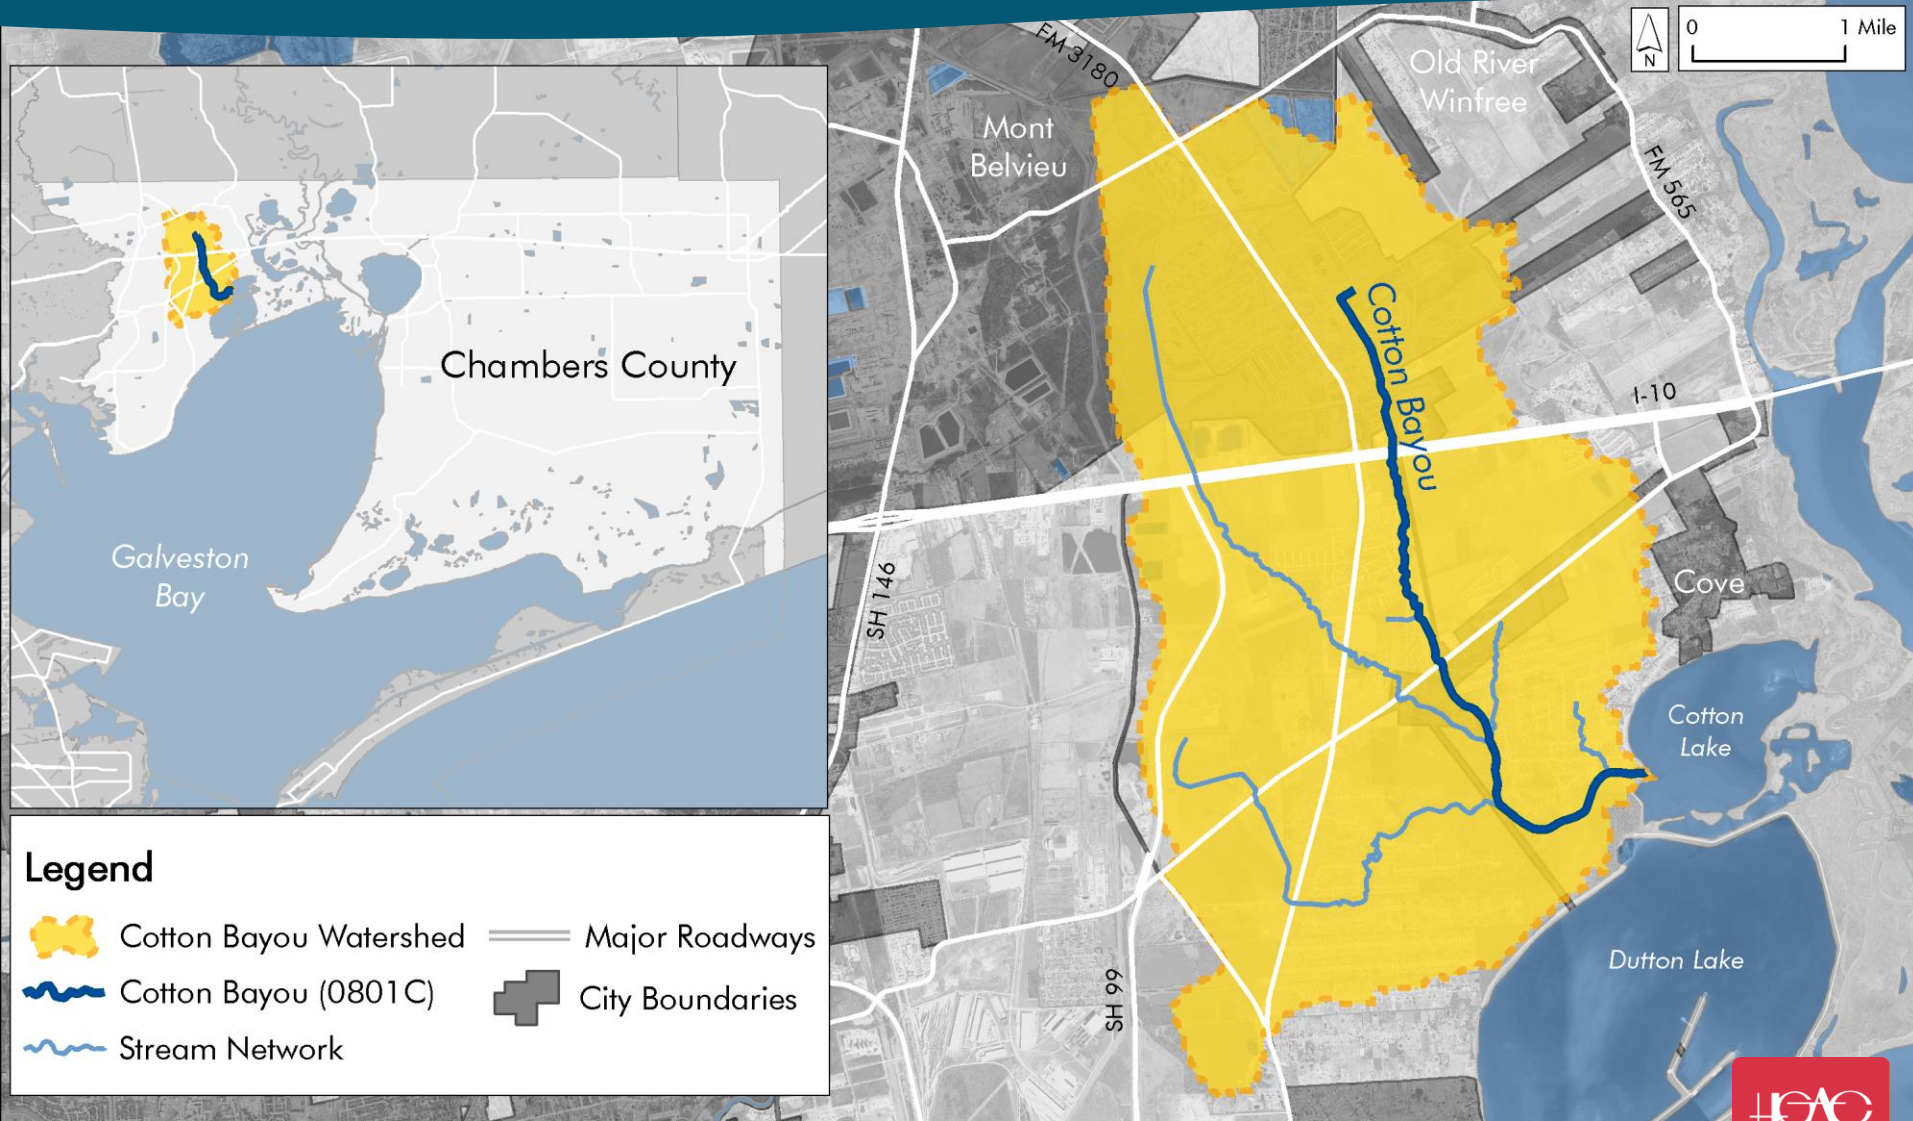 FM 3180
Old River
Winfree
N
0 1 Mile
Mont
Belvieu
FM 565
Cotton Bayou
I-10
Chambers County
Galveston
Bay
SH 146
Cove
Cotton
Lake
Dutton Lake
SH 99
Legend
Cotton Bayou Watershed
Major Roadways
Cotton Bayou (0801C)
City Boundaries
Stream Network